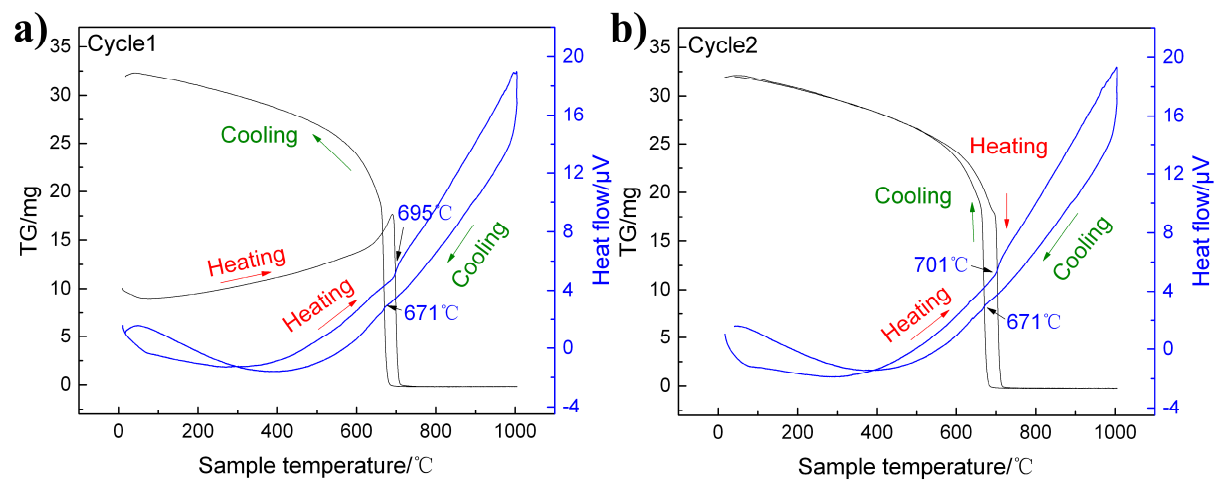 a)
Cycle1
35
30
25
20
15
10
5
0
TG/mg
20
16
12
8
4
0
-4
Heat flow/μV
Cooling
Heating
Heating
Cooling
695℃
671℃
0 200 400 600 800 1000
Sample temperature/℃
b)
Cycle2
35
30
25
20
15
10
5
0
TG/mg
20
16
12
8
4
0
-4
Heat flow/μV
Heating
Cooling
Cooling
Heating
701℃
671℃
0 200 400 600 800 1000
Sample temperature/℃